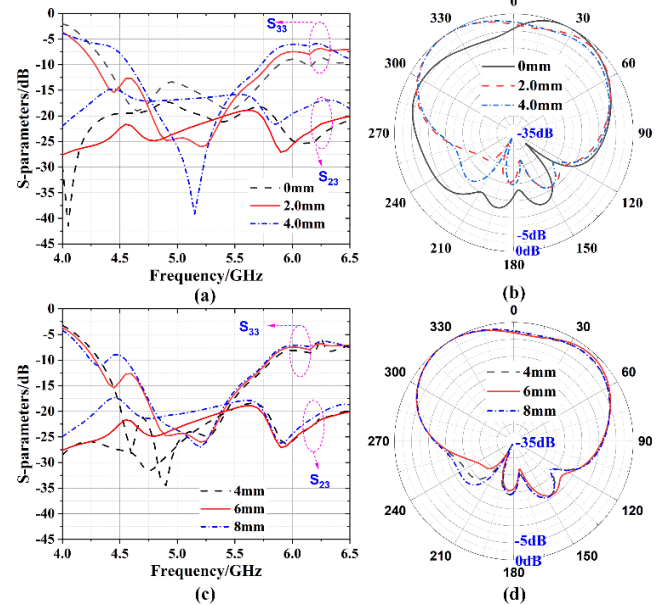 0
-5
-10
-15
-20
-25
-30
-35
-40
-45
S-parameters/dB
S33
S23
0mm
2.0mm
4.0mm
4.0 4.5 5.0 5.5 6.0 6.5
Frequency/GHz
(a)
0
30
60
90
120
150
180
210
240
270
300
330
0mm
2.0mm
4.0mm
-35dB
-5dB
0dB
(b)
0
-5
-10
-15
-20
-25
-30
-35
-40
-45
S-parameters/dB
S33
S23
4mm
6mm
8mm
4.0 4.5 5.0 5.5 6.0 6.5
Frequency/GHz
(c)
0
30
60
90
120
150
180
210
240
270
300
330
4mm
6mm
8mm
-35dB
-5dB
0dB
(d)